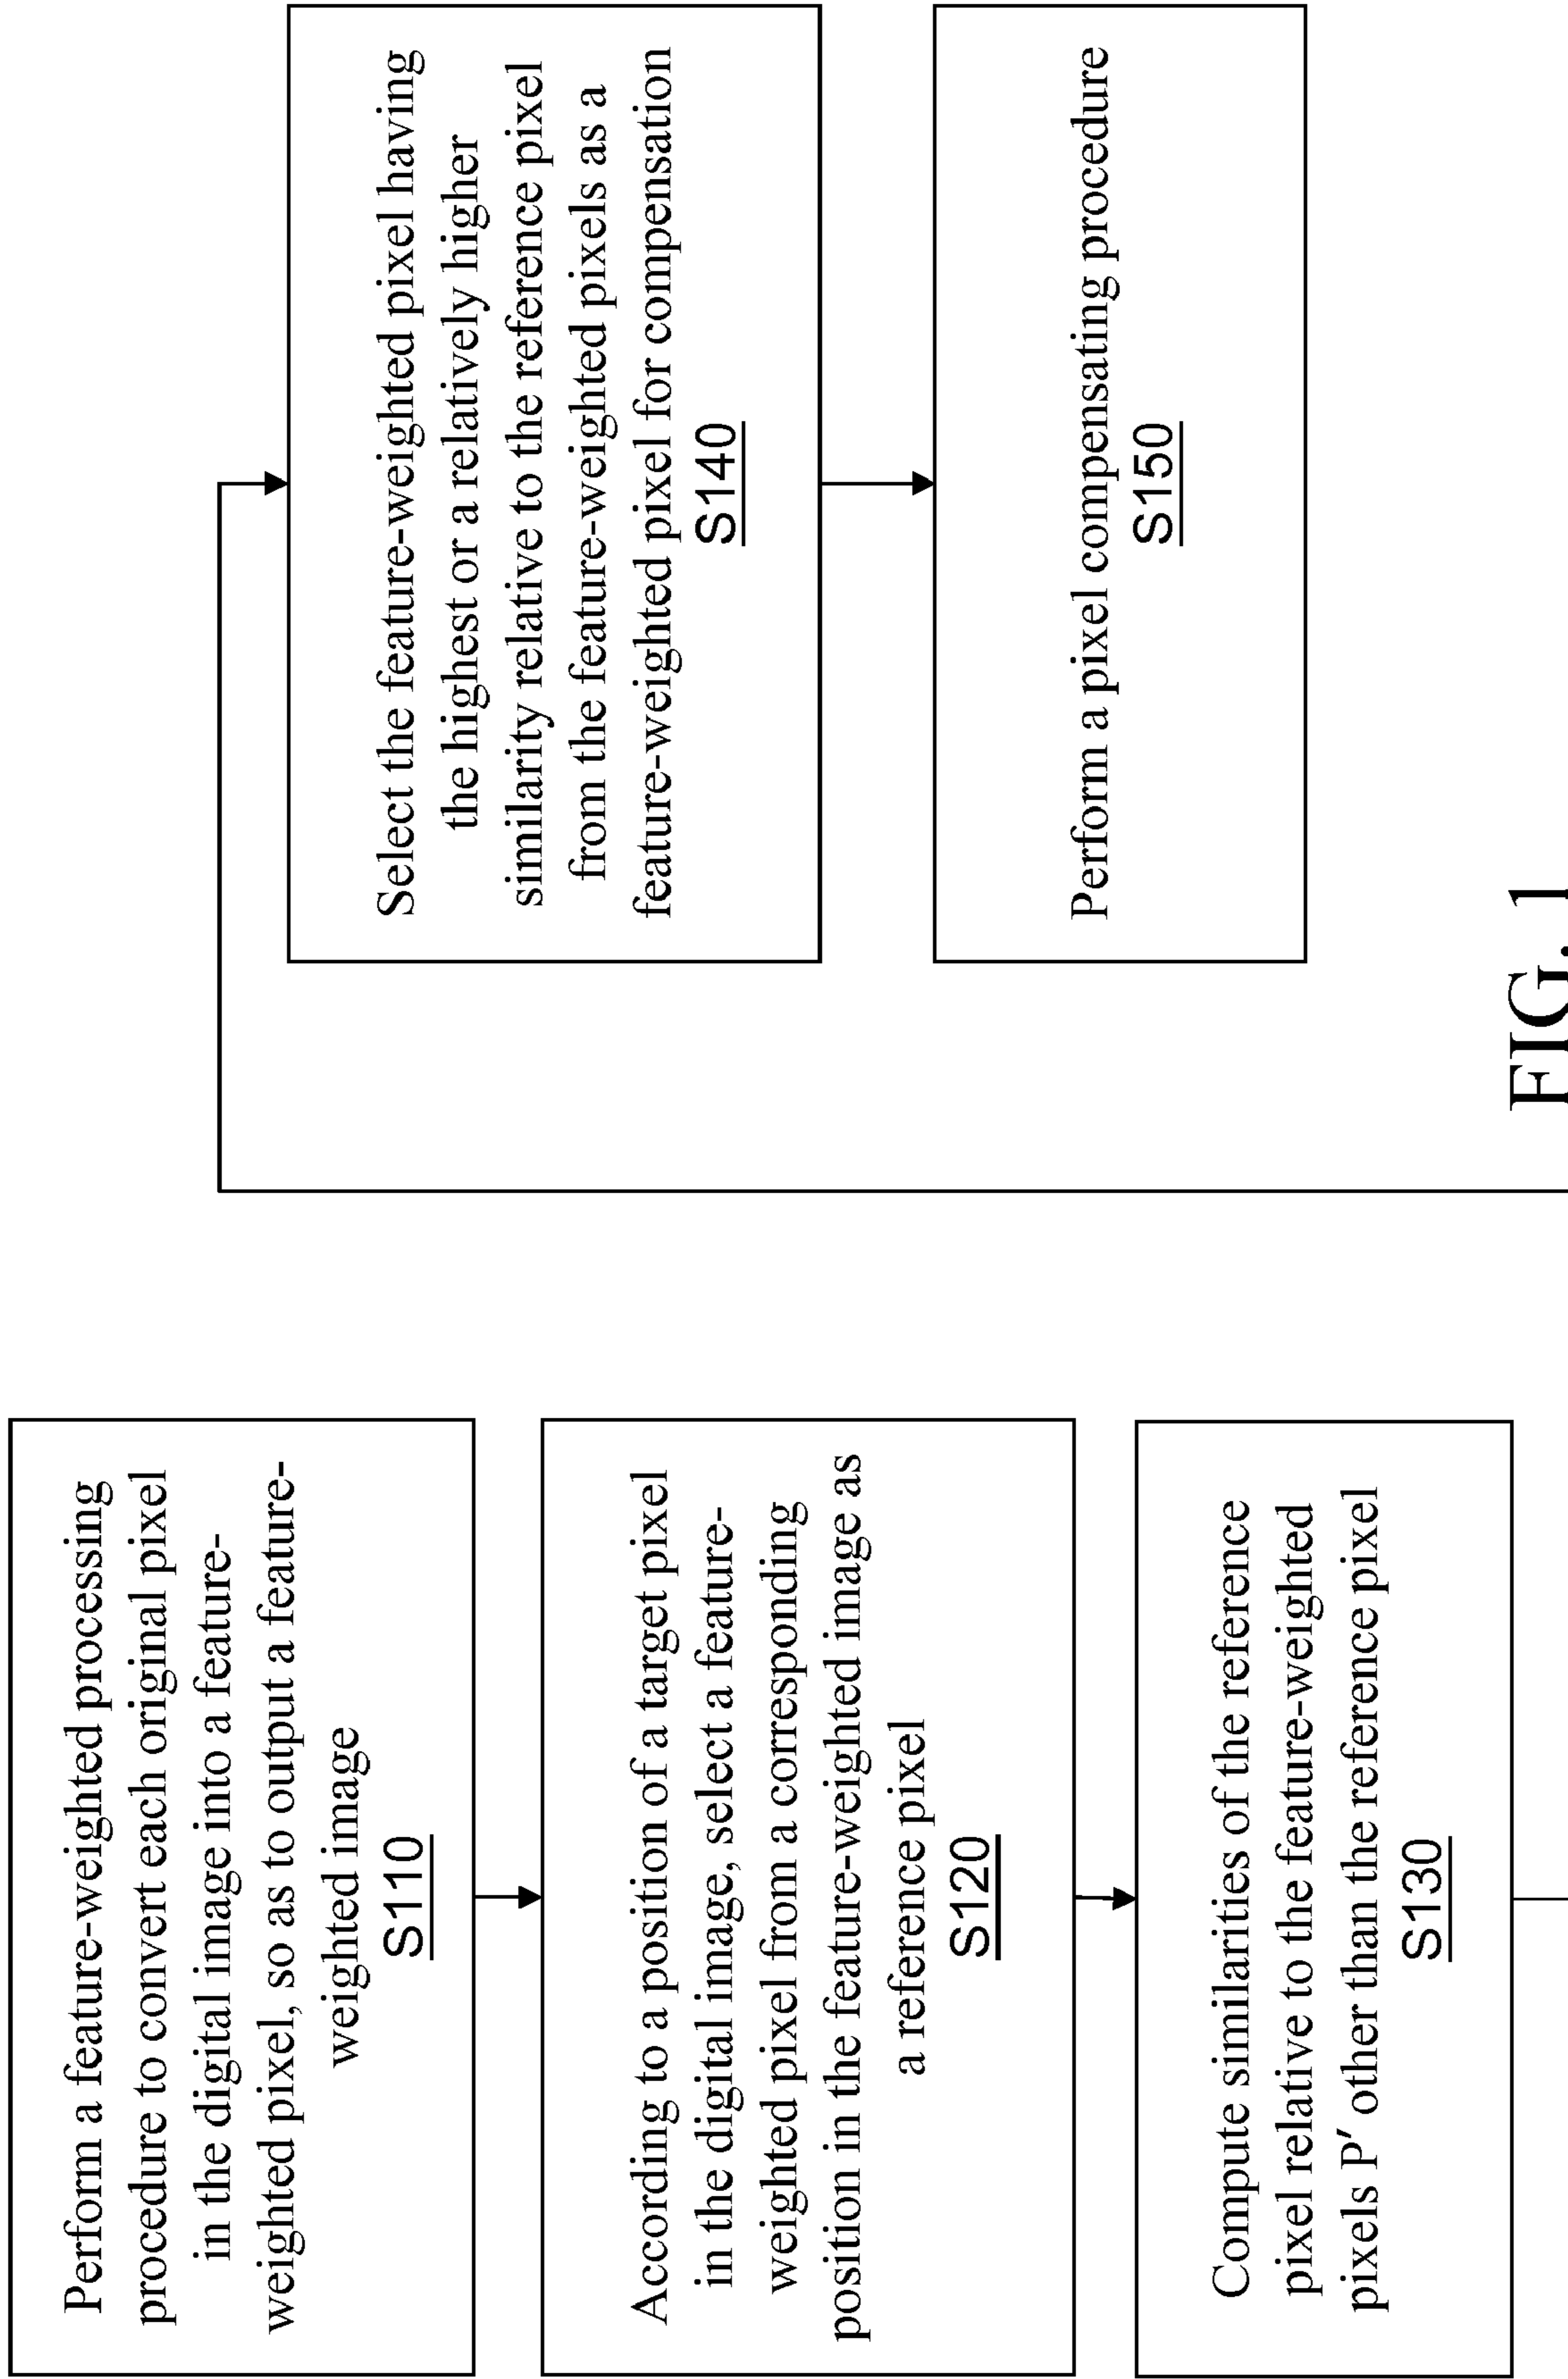 Perform a feature-weighted processing
procedure to convert each original pixel
in the digital image into a feature-
weighted pixel, so as to output a feature-
weighted image
S110
According to a position of a target pixel
in the digital image, select a feature-
weighted pixel from a corresponding
position in the feature-weighted image as
a reference pixel
S120
Compute similarities of the reference
pixel relative to the feature-weighted
pixels P′ other than the reference pixel
S130
Select the feature-weighted pixel having
the highest or a relatively higher
similarity relative to the reference pixel
from the feature-weighted pixels as a
feature-weighted pixel for compensation
S140
Perform a pixel compensating procedure
S150
FIG. 1